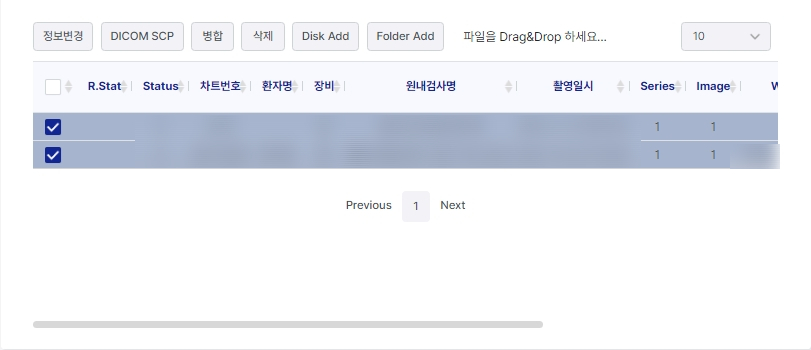 정보변경 DICOM SCP 병합 삭제 Disk Add Folder Add 파일을 Drag&Drop 하세요... 10
R.Stat Status 차트번호 환자명 장비 원내검사명 촬영일시 Series Image
1 1
1 1
Previous 1 Next